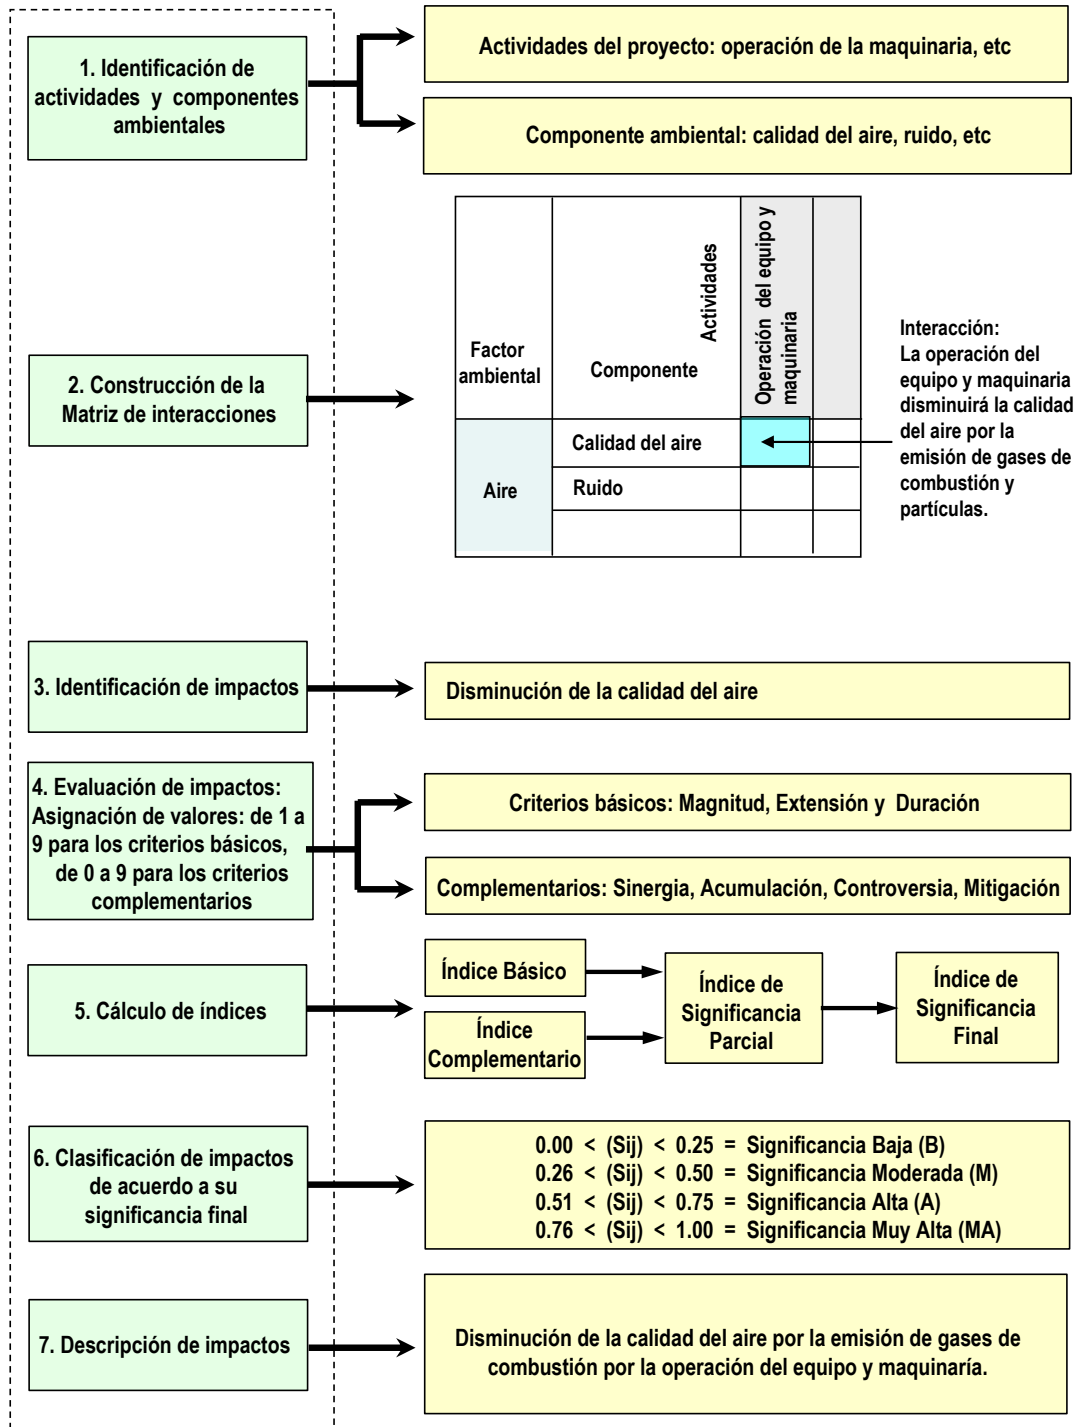 1. Identificación de
actividades y componentes
ambientales
Actividades del proyecto: operación de la maquinaria, etc
Componente ambiental: calidad del aire, ruido, etc
2. Construcción de la
Matriz de interacciones
Factor
ambiental
Componente
Actividades
Operación del equipo y
maquinaria
Aire
Calidad del aire
Ruido
Interacción:
La operación del
equipo y maquinaria
disminuirá la calidad
del aire por la
emisión de gases de
combustión y
partículas.
3. Identificación de impactos
Disminución de la calidad del aire
4. Evaluación de impactos:
Asignación de valores: de 1 a
9 para los criterios básicos,
de 0 a 9 para los criterios
complementarios
Criterios básicos: Magnitud, Extensión y Duración
Complementarios: Sinergia, Acumulación, Controversia, Mitigación
5. Cálculo de índices
Índice Básico
Índice
Complementario
Índice de
Significancia
Parcial
Índice de
Significancia
Final
6. Clasificación de impactos
de acuerdo a su
significancia final
0.00 < (Sij) < 0.25 = Significancia Baja (B)
0.26 < (Sij) < 0.50 = Significancia Moderada (M)
0.51 < (Sij) < 0.75 = Significancia Alta (A)
0.76 < (Sij) < 1.00 = Significancia Muy Alta (MA)
7. Descripción de impactos
Disminución de la calidad del aire por la emisión de gases de
combustión por la operación del equipo y maquinaría.